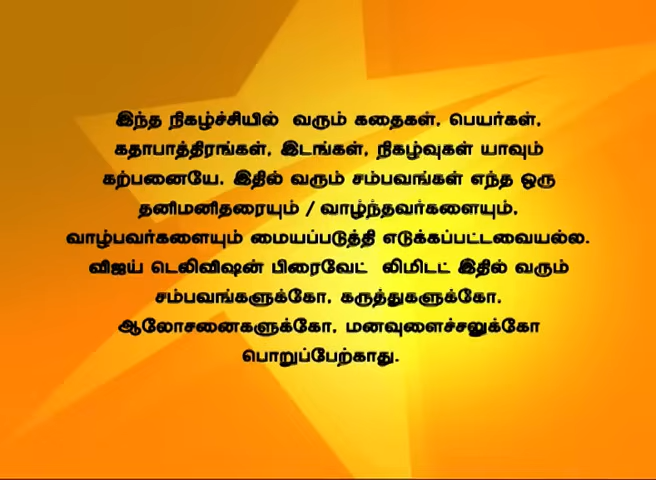 இந்த நிகழ்ச்சியில் வரும் கதைகள், பெயர்கள்,
கதாபாத்திரங்கள், இடங்கள், நிகழ்வுகள் யாவும்
கற்பனையே. இதில் வரும் சம்பவங்கள் எந்த ஒரு
தனிமனிதரையும் / வாழ்ந்தவர்களையும்,
வாழ்பவர்களையும் மையப்படுத்தி எடுக்கப்பட்டவையல்ல.
விஜய் டெலிவிஷன் பிரைவேட் லிமிடட் இதில் வரும்
சம்பவங்களுக்கோ, கருத்துகளுக்கோ,
ஆலோசனைகளுக்கோ, மனவுளைச்சலுக்கோ
பொறுப்பேற்காது.